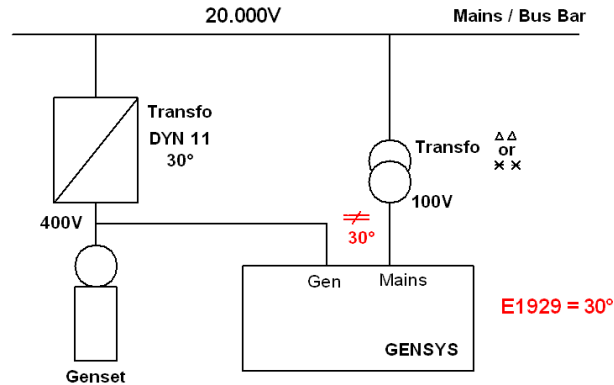 20.000V
Mains / Bus Bar
Transfo
DYN 11
30°
Transfo
Δ Δ
or
400V
100V
30°
Gen
Mains
E1929 = 30°
GENSYS
Genset